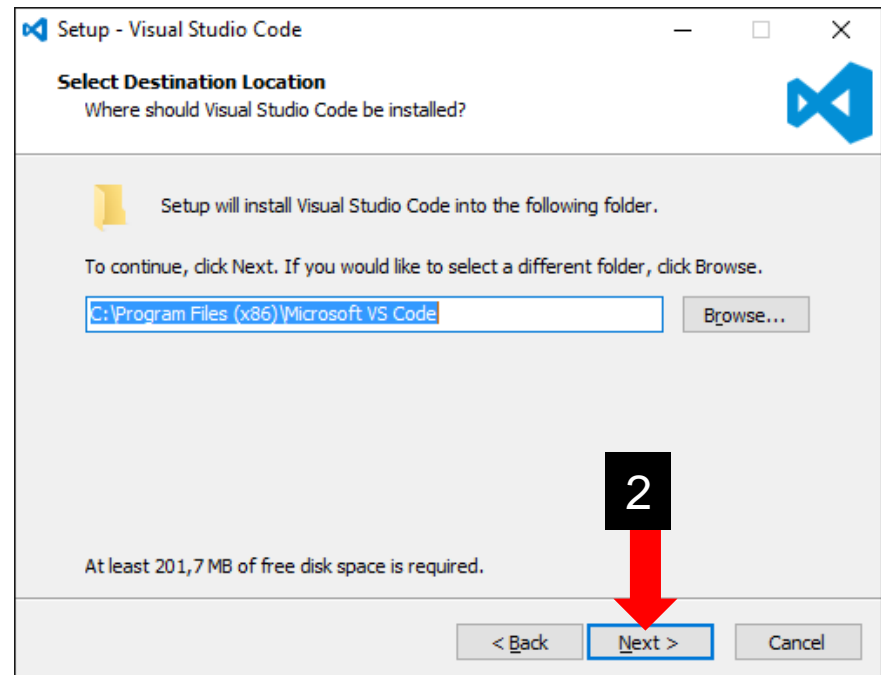 Setup - Visual Studio Code
Select Destination Location
Where should Visual Studio Code be installed?
Setup will install Visual Studio Code into the following folder.
To continue, click Next. If you would like to select a different folder, click Browse.
C:\Program Files (x86)\Microsoft VS Code
Browse...
2
At least 201,7 MB of free disk space is required.
< Back Next > Cancel